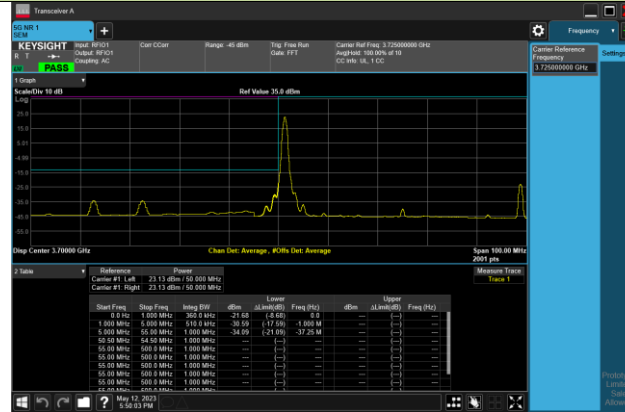 Transceiver A
5G NR 1
SEM
Frequency
KEYSIGHT
R T
PASS
Input: RFIO1
Output: RFIO1
Coupling: AC
Corr CCorr
Range: -45 dBm
Trig: Free Run
Gate: FFT
Carrier Ref Freq: 3.725000000 GHz
Avg|Hold: 100.00% of 10
CC Info: UL, 1 CC
Carrier Reference
Frequency
3.725000000 GHz
Settings
1 Graph
Scale/Div 10 dB
Ref Value 35.0 dBm
Log
25.0
15.0
5.01
-4.99
-15.0
-25.0
-35.0
-45.0
-55.0
Disp Center 3.70000 GHz
Chan Det: Average , #Offs Det: Average
Span 100.00 MHz
2001 pts
2 Table
Reference Power
Carrier #1: Left 23.13 dBm / 50.000 MHz
Carrier #1: Right 23.13 dBm / 50.000 MHz
Measure Trace
Trace 1
Lower Upper
Start Freq Stop Freq Integ BW dBm ΔLimit(dB) Freq (Hz) dBm ΔLimit(dB) Freq (Hz)
0.0 Hz 1.000 MHz 360.0 kHz -21.68 (-8.68) 0.0 --- (---) ---
1.000 MHz 5.000 MHz 510.0 kHz -30.59 (-17.59) -1.000 M --- (---) ---
5.000 MHz 55.00 MHz 1.000 MHz -34.09 (-21.09) -37.25 M --- (---) ---
50.50 MHz 54.50 MHz 1.000 MHz --- (---) --- --- (---) ---
55.00 MHz 500.0 MHz 1.000 MHz --- (---) --- --- (---) ---
55.00 MHz 500.0 MHz 1.000 MHz --- (---) --- --- (---) ---
55.00 MHz 500.0 MHz 1.000 MHz --- (---) --- --- (---) ---
55.00 MHz 500.0 MHz 1.000 MHz --- (---) --- --- (---) ---
55.00 MHz 500.0 MHz 1.000 MHz --- (---) --- --- (---) ---
May 12, 2023
5:50:03 PM